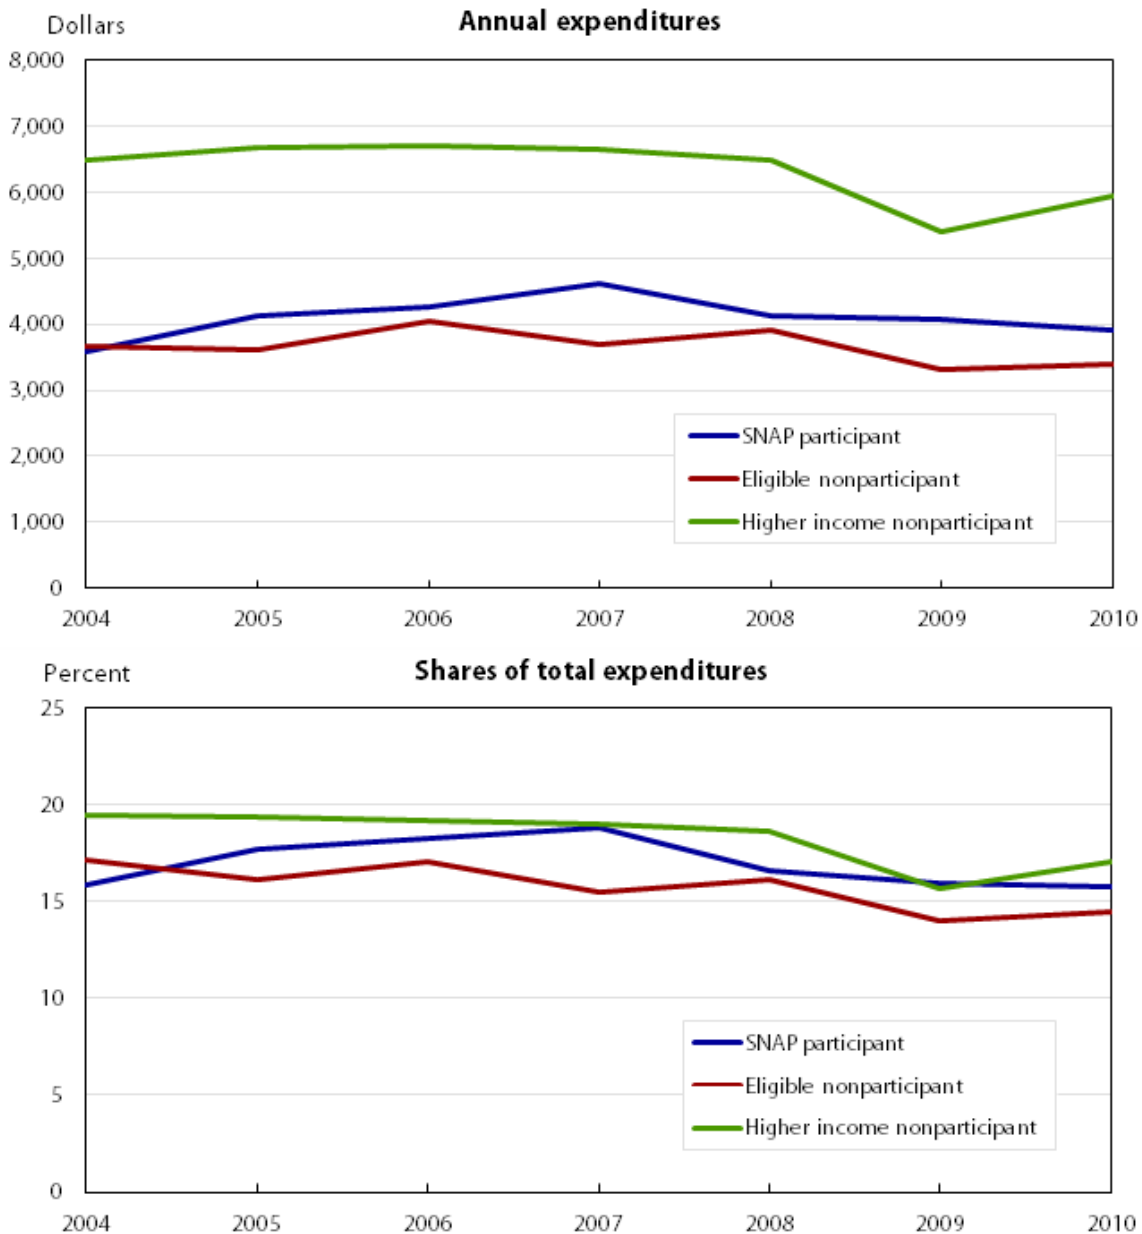 Annual expenditures
Dollars
8,000
7,000
6,000
5,000
4,000
3,000
2,000
1,000
0
SNAP participant
Eligible nonparticipant
Higher income nonparticipant
2004 2005 2006 2007 2008 2009 2010
Shares of total expenditures
Percent
25
20
15
10
5
0
SNAP participant
Eligible nonparticipant
Higher income nonparticipant
2004 2005 2006 2007 2008 2009 2010